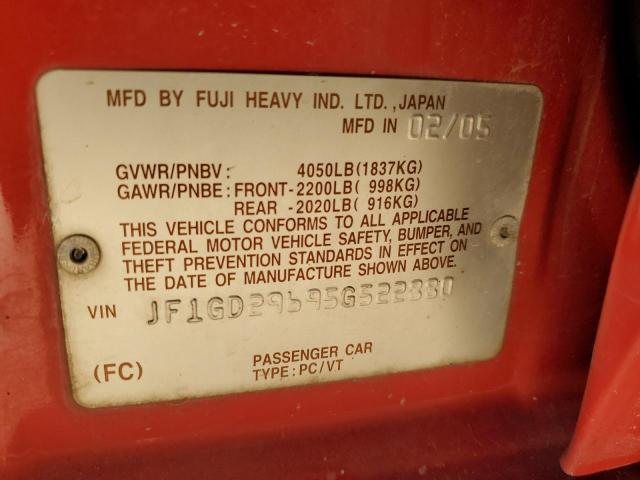 MFD BY FUJI HEAVY IND. LTD., JAPAN
MFD IN 02/05
GVWR/PNBV: 4050LB(1837KG)
GAWR/PNBE: FRONT-2200LB( 998KG)
REAR -2020LB( 916KG)
THIS VEHICLE CONFORMS TO ALL APPLICABLE
FEDERAL MOTOR VEHICLE SAFETY, BUMPER, AND
THEFT PREVENTION STANDARDS IN EFFECT ON
THE DATE OF MANUFACTURE SHOWN ABOVE.
VIN JF1GD29695G522880
PASSENGER CAR
(FC) TYPE: PC/VT